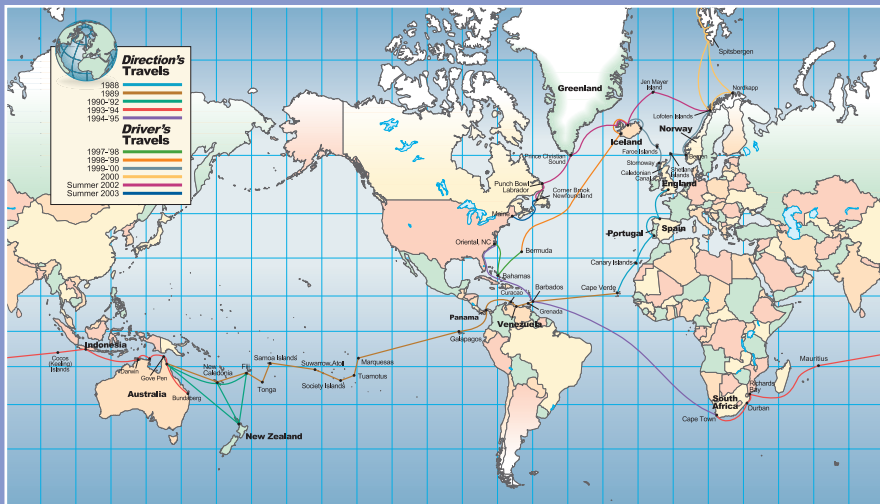 Direction's
Travels
1988
1989
1990-'92
1993-'94
1994-'95
Driver's
Travels
1997-'98
1998-'99
1999-'00
2000
Summer 2002
Summer 2003
Spitsbergen
Greenland
Jan Mayer
Island
Nordkapp
Lofoten Islands
Norway
Iceland
Faroe Islands
Bergen
Prince Christian
Sound
Stornoway
Shetland
Islands
Caledonian
Canal
England
Punch Bowl
Labrador
Corner Brook
Newfoundland
Maine
Portugal
Spain
Oriental, NC
Bermuda
Canary Islands
Bahamas
Curacao
Barbados
Cape Verde
Grenada
Panama
Venezuela
Galapagos
Indonesia
Cocos
(Keeling)
Islands
Darwin
Gove Pen
Australia
Bundaberg
New
Caledonia
Fiji
Samoa Islands
Tonga
Suwarrow Atoll
Society Islands
Marquesas
Tuamotus
New Zealand
Mauritius
Richards
Bay
South
Africa
Durban
Cape Town